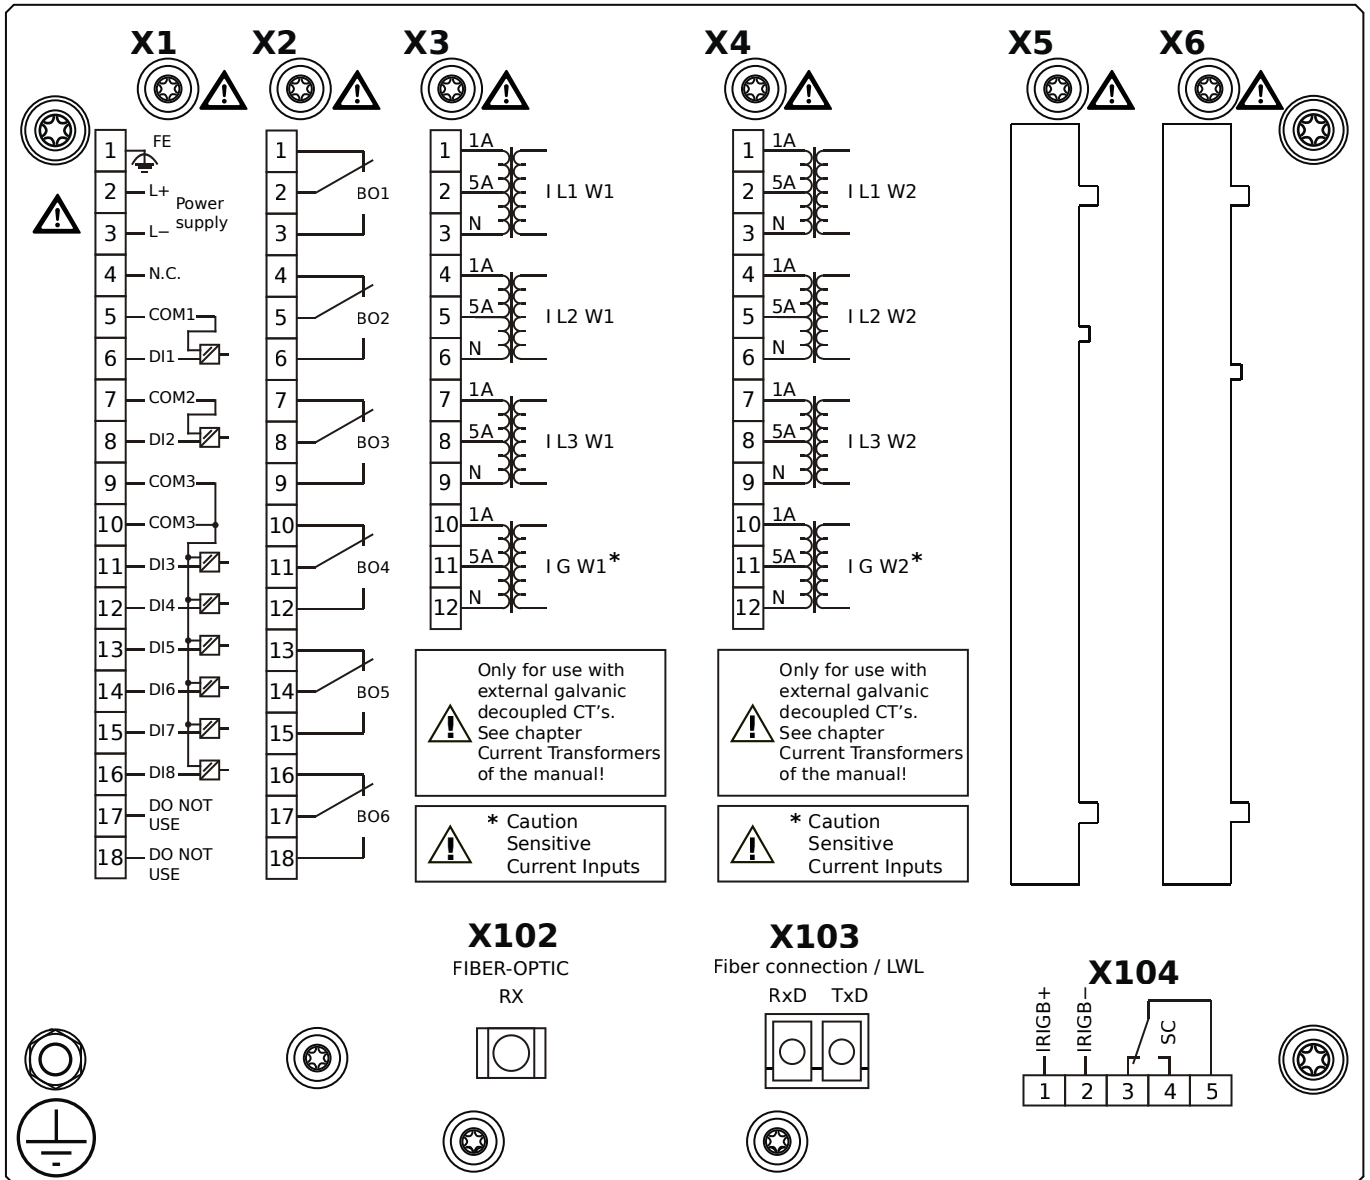 X1 X2 X3 X4 X5 X6
1 FE
2 L+
Power
supply
3 L−
4 N.C.
5 COM1
6 DI1
7 COM2
8 DI2
9 COM3
10 COM3
11 DI3
12 DI4
13 DI5
14 DI6
15 DI7
16 DI8
17 DO NOT
USE
18 DO NOT
USE
1
2 BO1
3
4
5 BO2
6
7
8 BO3
9
10
11 BO4
12
13
14 BO5
15
16
17 BO6
18
1 1A
2 5A I L1 W1
3 N
4 1A
5 5A I L2 W1
6 N
7 1A
8 5A I L3 W1
9 N
10 1A
11 5A I G W1*
12 N
Only for use with
external galvanic
decoupled CT's.
See chapter
Current Transformers
of the manual!
* Caution
Sensitive
Current Inputs
1 1A
2 5A I L1 W2
3 N
4 1A
5 5A I L2 W2
6 N
7 1A
8 5A I L3 W2
9 N
10 1A
11 5A I G W2*
12 N
Only for use with
external galvanic
decoupled CT's.
See chapter
Current Transformers
of the manual!
* Caution
Sensitive
Current Inputs
X102
FIBER-OPTIC
RX
X103
Fiber connection / LWL
RxD TxD
X104
IRIGB+
IRIGB−
SC
1 2 3 4 5